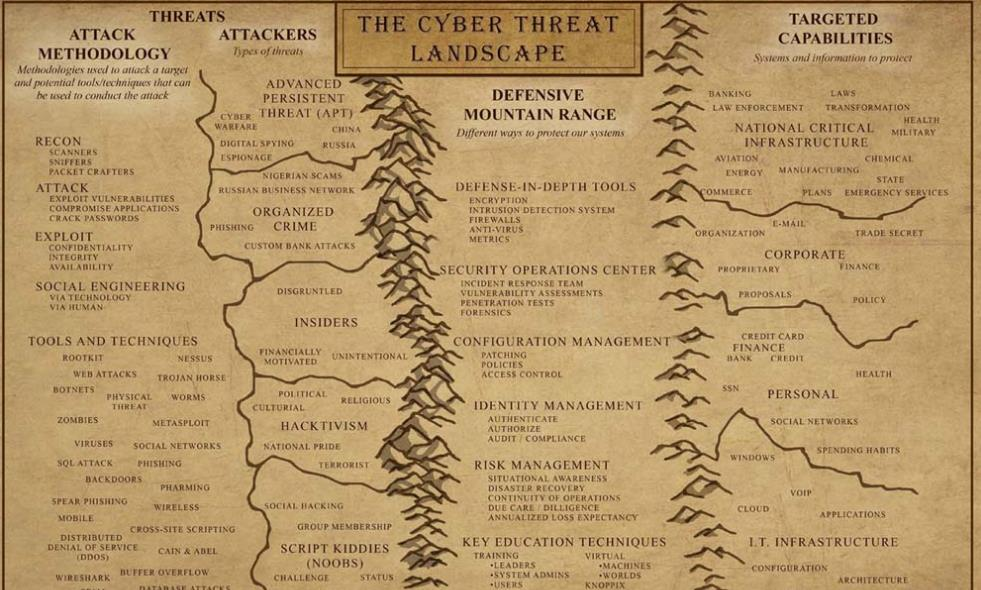 THE CYBER THREAT
LANDSCAPE
THREATS
ATTACK
METHODOLOGY
Methodologies used to attack a target
and potential tools/techniques that can
be used to conduct the attack
RECON
SCANNERS
SNIFFERS
PACKET CRAFTERS
ATTACK
EXPLOIT VULNERABILITIES
COMPROMISE APPLICATIONS
CRACK PASSWORDS
EXPLOIT
CONFIDENTIALITY
INTEGRITY
AVAILABILITY
SOCIAL ENGINEERING
VIA TECHNOLOGY
VIA HUMAN
TOOLS AND TECHNIQUES
ROOTKIT
NESSUS
WEB ATTACKS
TROJAN HORSE
BOTNETS
PHYSICAL
THREAT
WORMS
ZOMBIES
METASPLOIT
VIRUSES
SOCIAL NETWORKS
SQL ATTACK
PHISHING
BACKDOORS
PHARMING
SPEAR PHISHING
WIRELESS
MOBILE
CROSS-SITE SCRIPTING
DISTRIBUTED
DENIAL OF SERVICE
(DDOS)
CAIN & ABEL
WIRESHARK
BUFFER OVERFLOW
DATABASE ATTACKS
ATTACKERS
Types of threats
ADVANCED
PERSISTENT
THREAT (APT)
CYBER
WARFARE
CHINA
DIGITAL SPYING
RUSSIA
ESPIONAGE
NIGERIAN SCAMS
RUSSIAN BUSINESS NETWORK
ORGANIZED
CRIME
PHISHING
CUSTOM BANK ATTACKS
DISGRUNTLED
INSIDERS
FINANCIALLY
MOTIVATED
UNINTENTIONAL
POLITICAL
RELIGIOUS
CULTURIAL
HACKTIVISM
NATIONAL PRIDE
TERRORIST
SOCIAL HACKING
GROUP MEMBERSHIP
SCRIPT KIDDIES
(NOOBS)
CHALLENGE
STATUS
DEFENSIVE
MOUNTAIN RANGE
Different ways to protect our systems
DEFENSE-IN-DEPTH TOOLS
ENCRYPTION
INTRUSION DETECTION SYSTEM
FIREWALLS
ANTI-VIRUS
METRICS
SECURITY OPERATIONS CENTER
INCIDENT RESPONSE TEAM
VULNERABILITY ASSESSMENTS
PENETRATION TESTS
FORENSICS
CONFIGURATION MANAGEMENT
PATCHING
POLICIES
ACCESS CONTROL
IDENTITY MANAGEMENT
AUTHENTICATE
AUTHORIZE
AUDIT / COMPLIANCE
RISK MANAGEMENT
SITUATIONAL AWARENESS
DISASTER RECOVERY
CONTINUITY OF OPERATIONS
DUE CARE / DILLIGENCE
ANNUALIZED LOSS EXPECTANCY
KEY EDUCATION TECHNIQUES
TRAINING
•LEADERS
•SYSTEM ADMINS
•USERS
VIRTUAL
•MACHINES
•WORLDS
KNOPPIX
TARGETED
CAPABILITIES
Systems and information to protect
BANKING
LAWS
LAW ENFORCEMENT
TRANSFORMATION
HEALTH
NATIONAL CRITICAL
INFRASTRUCTURE
MILITARY
AVIATION
CHEMICAL
ENERGY
MANUFACTURING
STATE
COMMERCE
PLANS
EMERGENCY SERVICES
E-MAIL
ORGANIZATION
TRADE SECRET
CORPORATE
PROPRIETARY
FINANCE
PROPOSALS
POLICY
CREDIT CARD
FINANCE
BANK
CREDIT
HEALTH
SSN
PERSONAL
SOCIAL NETWORKS
SPENDING HABITS
WINDOWS
VOIP
CLOUD
APPLICATIONS
I.T. INFRASTRUCTURE
CONFIGURATION
ARCHITECTURE